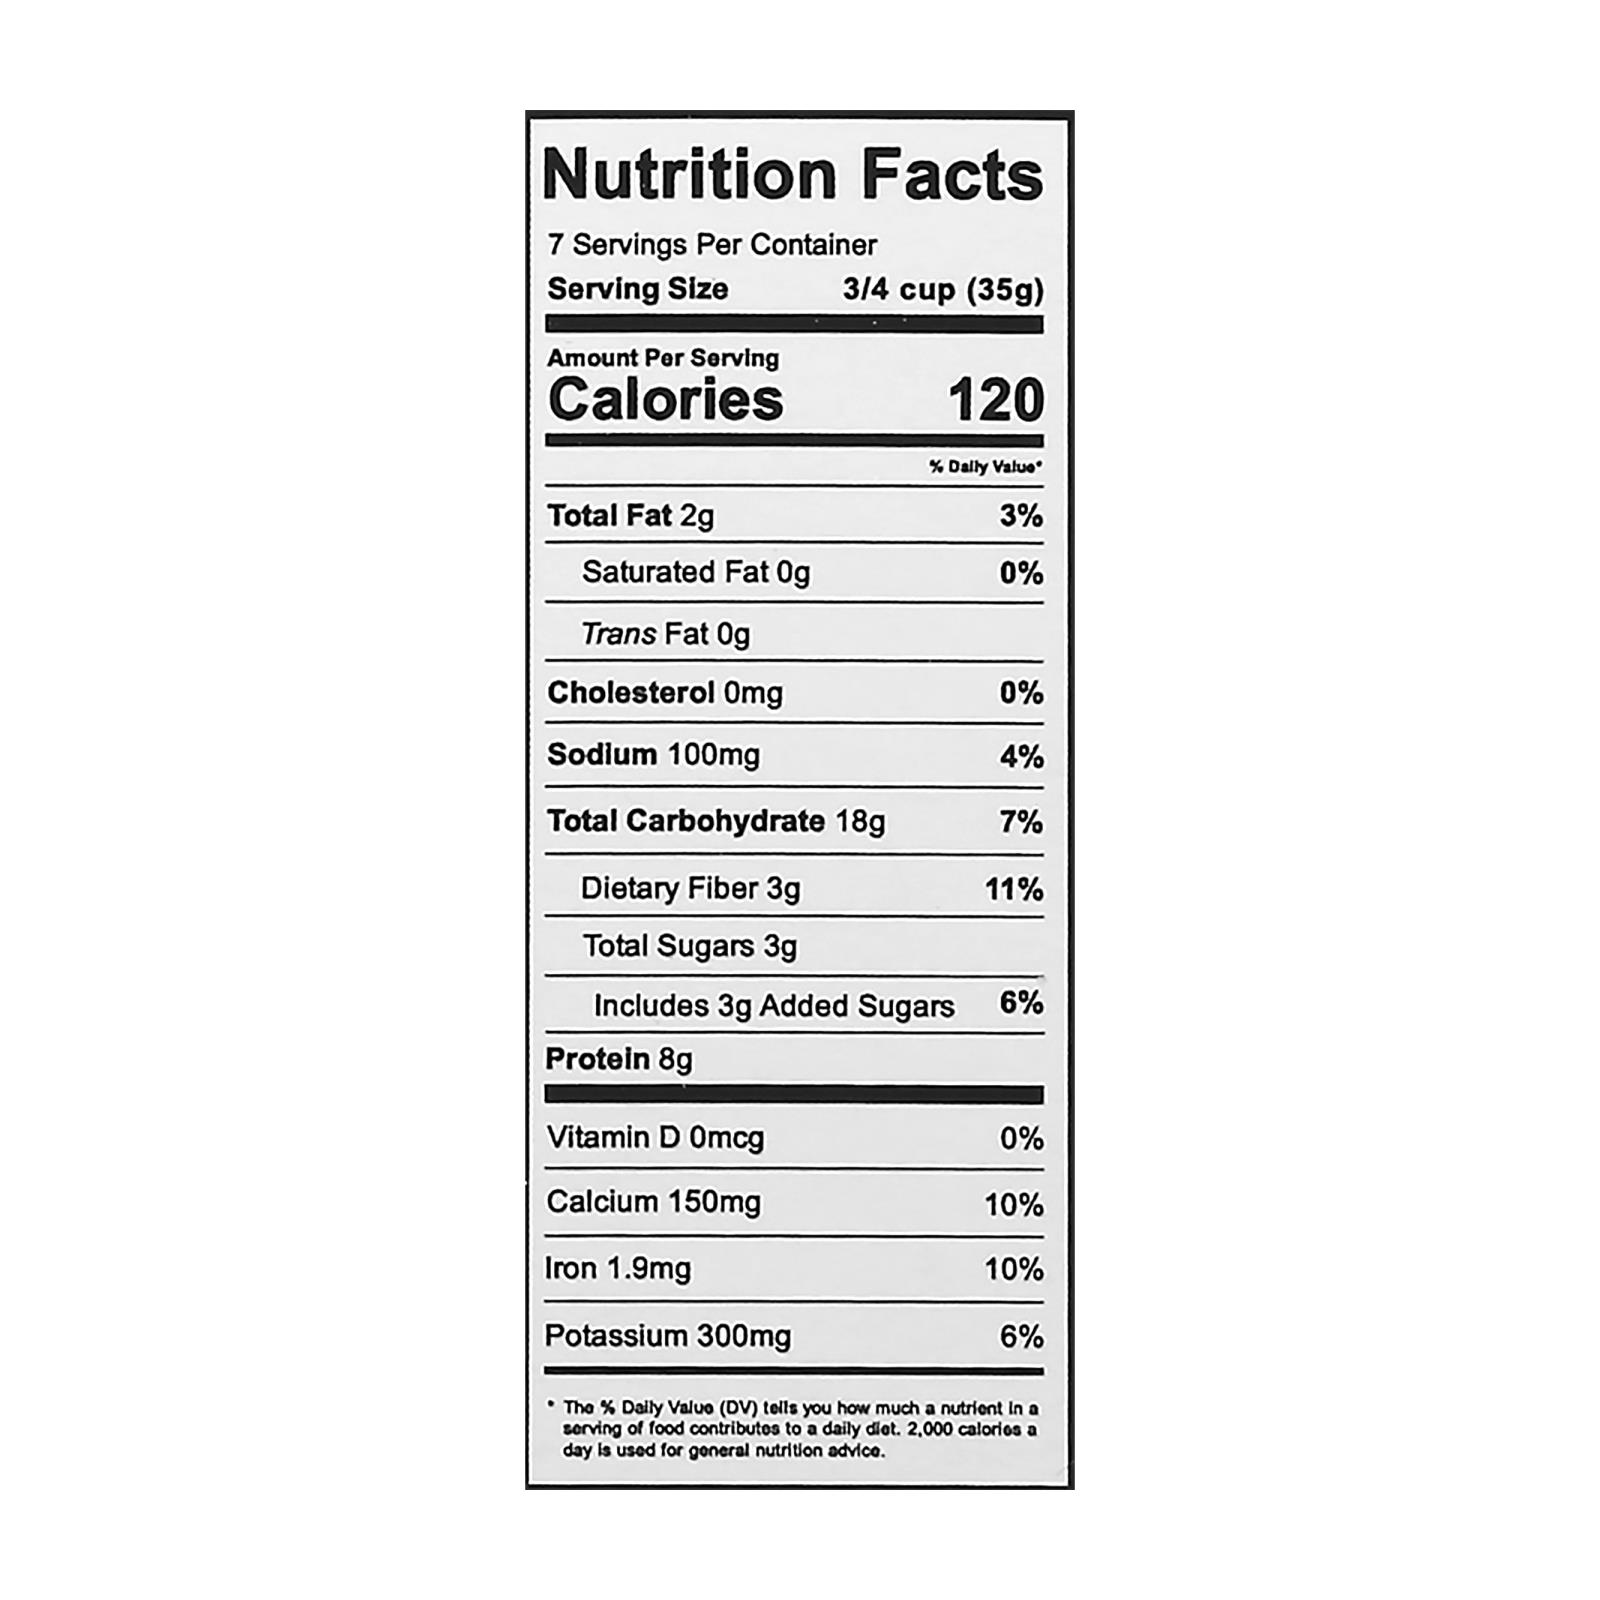 Nutrition Facts
7 Servings Per Container
Serving Size 3/4 cup (35g)
Amount Per Serving
Calories 120
% Daily Value*
Total Fat 2g 3%
Saturated Fat 0g 0%
Trans Fat 0g
Cholesterol 0mg 0%
Sodium 100mg 4%
Total Carbohydrate 18g 7%
Dietary Fiber 3g 11%
Total Sugars 3g
Includes 3g Added Sugars 6%
Protein 8g
Vitamin D 0mcg 0%
Calcium 150mg 10%
Iron 1.9mg 10%
Potassium 300mg 6%
* The % Daily Value (DV) tells you how much a nutrient in a
serving of food contributes to a daily diet. 2,000 calories a
day is used for general nutrition advice.